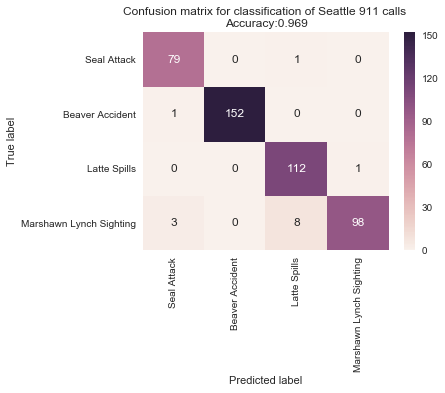 Confusion matrix for classification of Seattle 911 calls
Accuracy:0.969
True label
Seal Attack 79 0 1 0
Beaver Accident 1 152 0 0
Latte Spills 0 0 112 1
Marshawn Lynch Sighting 3 0 8 98
Seal Attack
Beaver Accident
Latte Spills
Marshawn Lynch Sighting
Predicted label
150
120
90
60
30
0